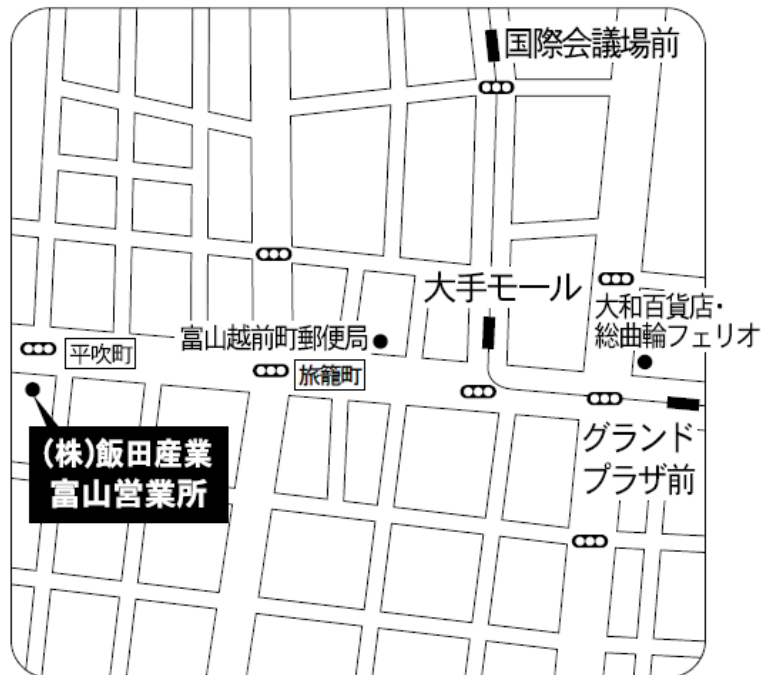 国際会議場前
大手モール
大和百貨店・
総曲輪フェリオ
富山越前町郵便局
平吹町
旅籠町
(株)飯田産業
富山営業所
グランド
プラザ前